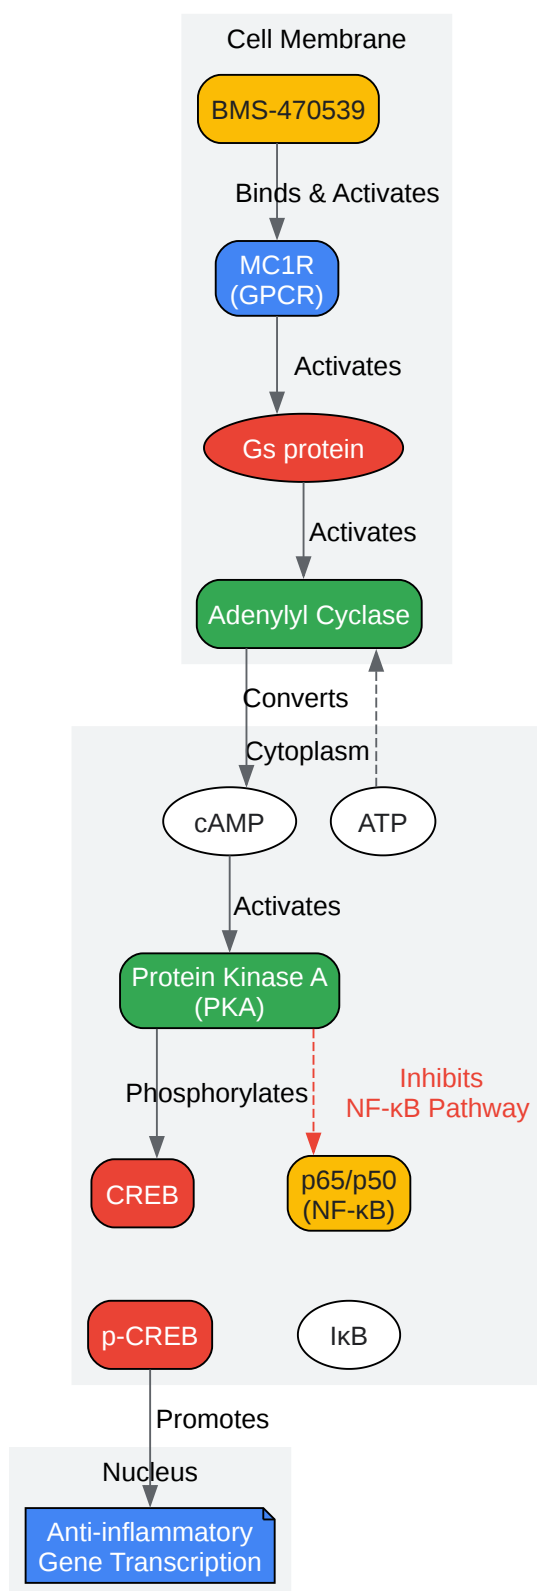 Cell Membrane
BMS-470539
Binds & Activates
MC1R
(GPCR)
Activates
Gs protein
Activates
Adenylyl Cyclase
Converts
Cytoplasm
cAMP
ATP
Activates
Protein Kinase A
(PKA)
Phosphorylates
Inhibits
NF-κB Pathway
CREB
p65/p50
(NF-κB)
p-CREB
IκB
Promotes
Nucleus
Anti-inflammatory
Gene Transcription